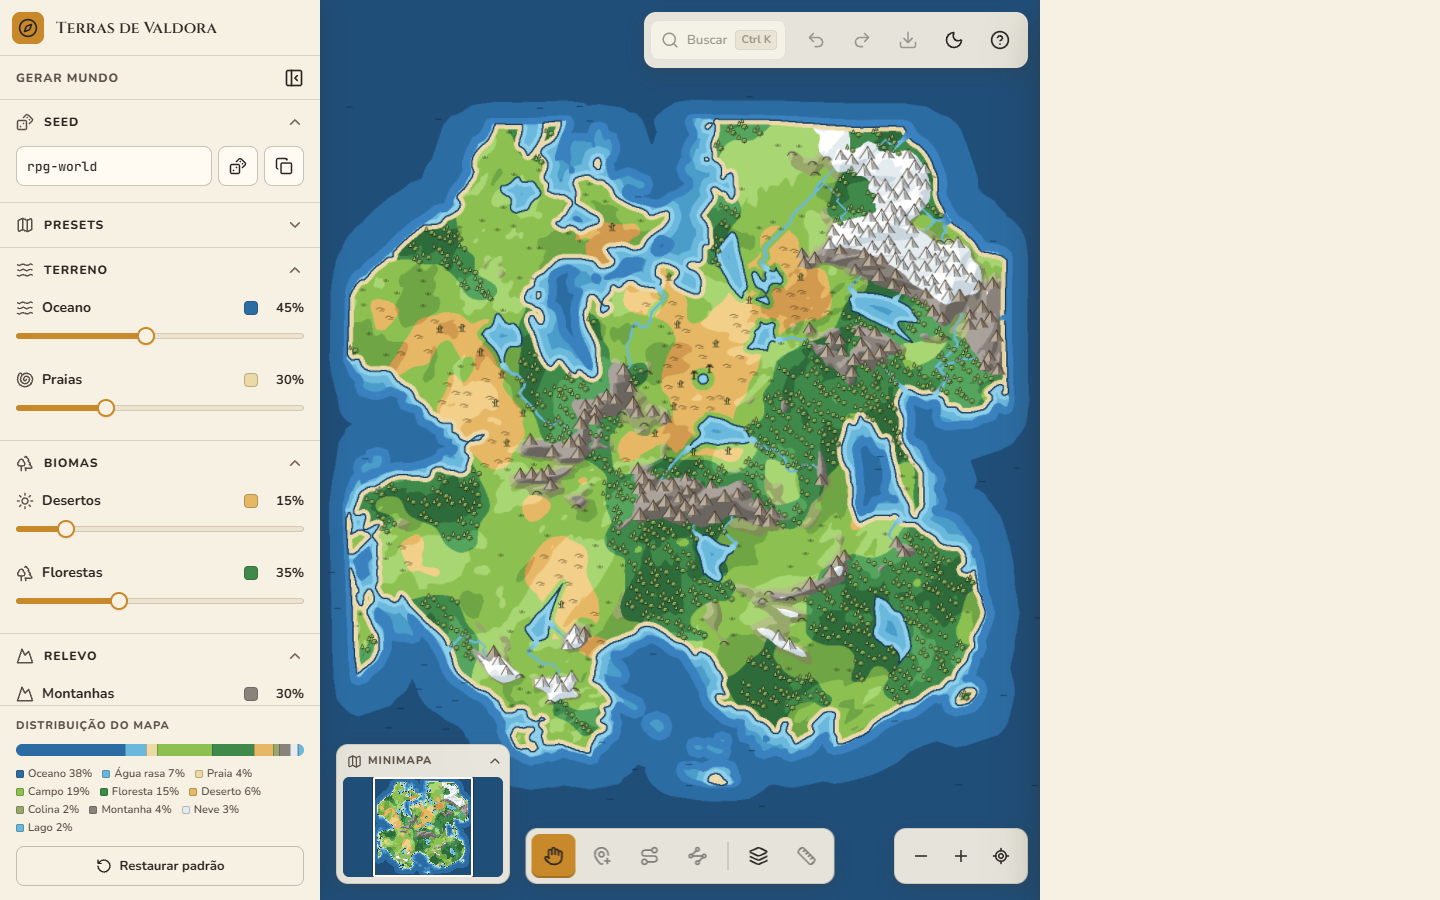 TERRAS DE VALDORA
GERAR MUNDO
SEED
rpg-world
PRESETS
TERRENO
Oceano 45%
Praias 30%
BIOMAS
Desertos 15%
Florestas 35%
RELEVO
Montanhas 30%
DISTRIBUIÇÃO DO MAPA
Oceano 38% Água rasa 7% Praia 4%
Campo 19% Floresta 15% Deserto 6%
Colina 2% Montanha 4% Neve 3%
Lago 2%
Restaurar padrão
Buscar Ctrl K
MINIMAPA